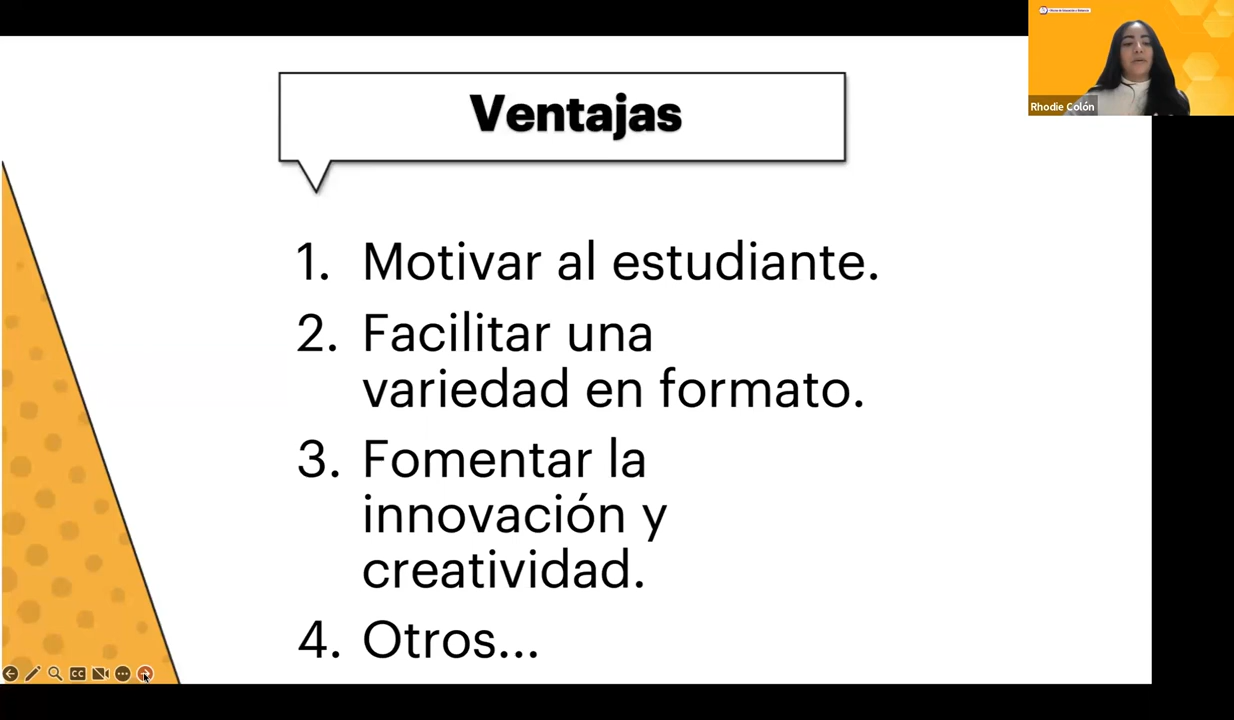 Ventajas
1. Motivar al estudiante.
2. Facilitar una
variedad en formato.
3. Fomentar la
innovación y
creatividad.
4. Otros...
Rhodie Colón
CC